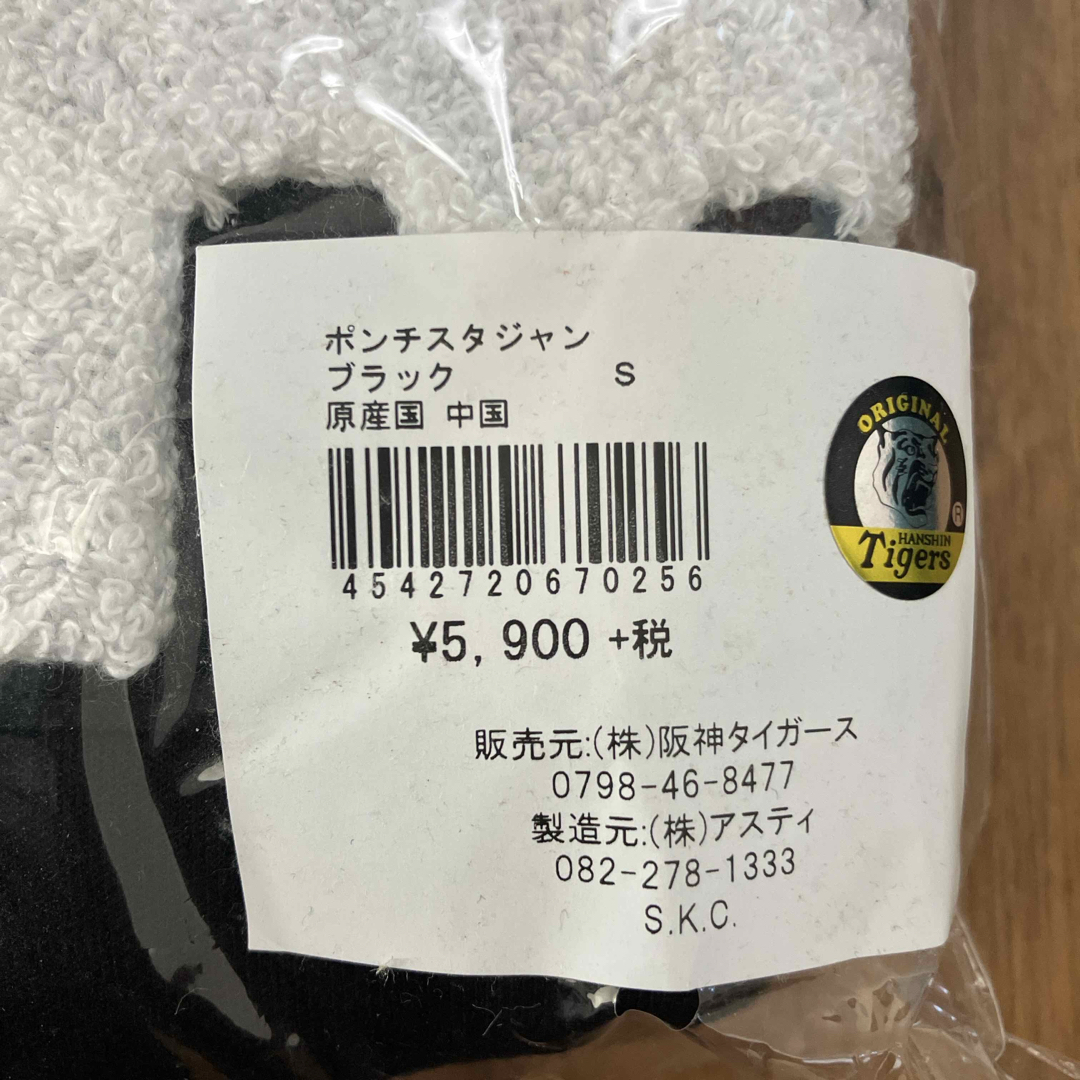 ポンチスタジャン
ブラック S
原産国 中国
4542720670256
¥5,900 +税
販売元:(株)阪神タイガース
0798-46-8477
製造元:(株)アスティ
082-278-1333
S.K.C.
ORIGINAL
®
HANSHIN
Tigers